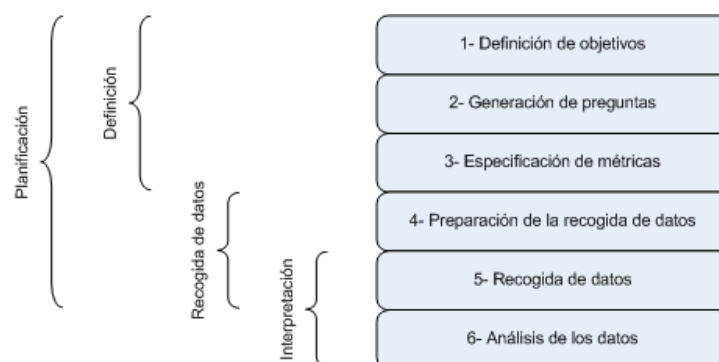 Planificación
Definición
Recogida de datos
Interpretación
1- Definición de objetivos
2- Generación de preguntas
3- Especificación de métricas
4- Preparación de la recogida de datos
5- Recogida de datos
6- Análisis de los datos